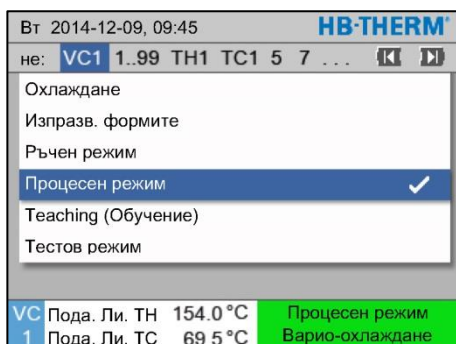 Вт 2014-12-09, 09:45 HB-THERM®
не: VC1 1..99 TH1 TC1 5 7 ...
Охлаждане
Изпразв. формите
Ръчен режим
Процесен режим
Teaching (Обучение)
Тестов режим
VC Пода. Ли. TH 154.0 °C Процесен режим
1 Пода. Ли. TC 69.5 °C Варио-охлаждане